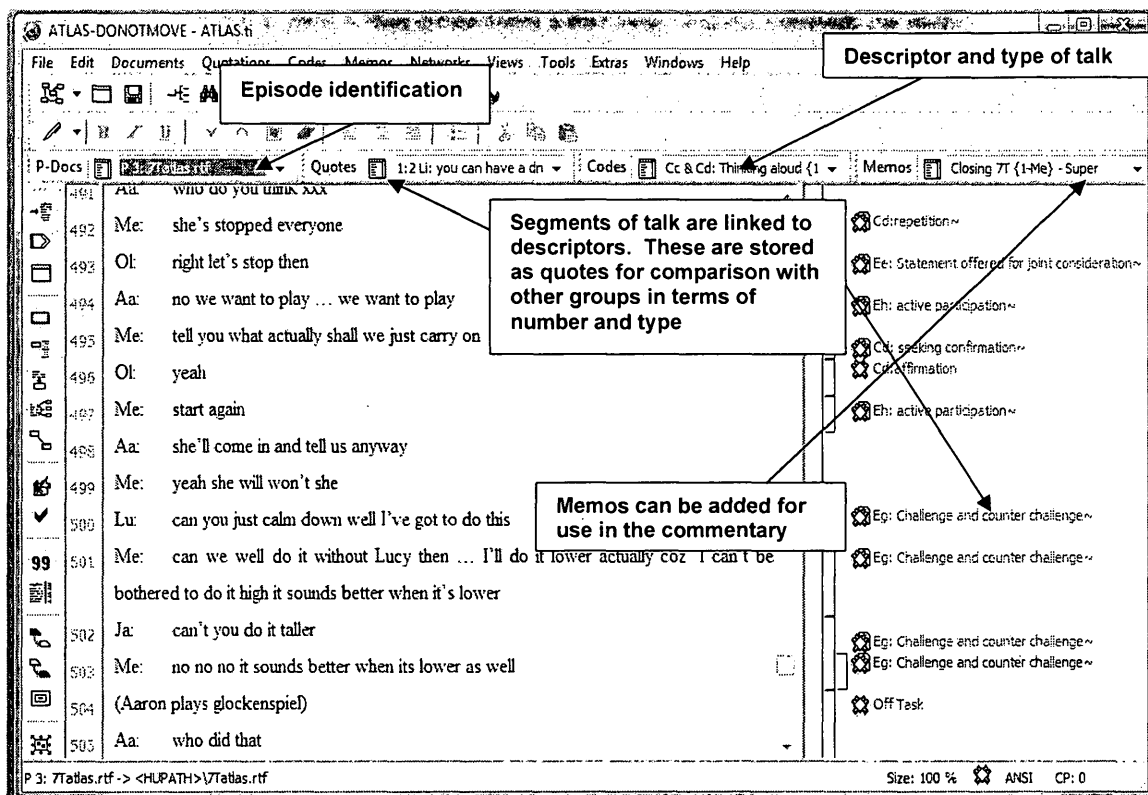 ATLAS-DONOTMOVE - ATLAS.ti
File Edit Documents Quotations Codes Memos Networks Views Tools Extras Windows Help
Episode identification
Descriptor and type of talk
P-Docs P 3: 7Tatlas.rtf Quotes 1:2 Li: you can have a dn Codes Cc & Cd: Thinking aloud {1 Memos Closing 7T {1-Me} - Super
491 Aa: who do you think xxx
492 Me: she's stopped everyone
Cd:repetition~
493 Ol: right let's stop then
Ee: Statement offered for joint consideration~
494 Aa: no we want to play ... we want to play
Eh: active participation~
495 Me: tell you what actually shall we just carry on
Cd: seeking confirmation~
496 Ol: yeah
Cd:affirmation
497 Me: start again
Eh: active participation~
498 Aa: she'll come in and tell us anyway
499 Me: yeah she will won't she
500 Lu: can you just calm down well I've got to do this
Eg: Challenge and counter challenge~
501 Me: can we well do it without Lucy then ... I'll do it lower actually coz I can't be
Eg: Challenge and counter challenge~
bothered to do it high it sounds better when it's lower
502 Ja: can't you do it taller
Eg: Challenge and counter challenge~
503 Me: no no no it sounds better when its lower as well
Eg: Challenge and counter challenge~
504 (Aaron plays glockenspiel)
Off Task
505 Aa: who did that
Segments of talk are linked to
descriptors. These are stored
as quotes for comparison with
other groups in terms of
number and type
Memos can be added for
use in the commentary
P 3: 7Tatlas.rtf -> <HUPATH>\7Tatlas.rtf
Size: 100 % ANSI CP: 0